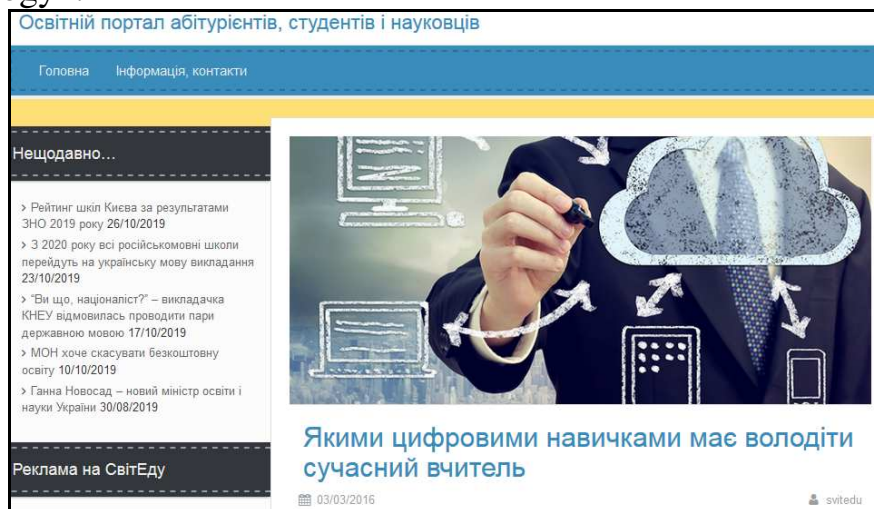 Освітній портал абітурієнтів, студентів і науковців
Головна Інформація, контакти
Нещодавно…
> Рейтинг шкіл Києва за результатами
ЗНО 2019 року 26/10/2019
> З 2020 року всі російськомовні школи
перейдуть на українську мову викладання
23/10/2019
> "Ви що, націоналіст?" – викладачка
КНЕУ відмовилась проводити пари
державною мовою 17/10/2019
> МОН хоче скасувати безкоштовну
освіту 10/10/2019
> Ганна Новосад – новий міністр освіти і
науки України 30/08/2019
Реклама на СвітЕду
Якими цифровими навичками має володіти
сучасний вчитель
03/03/2016 svitedu